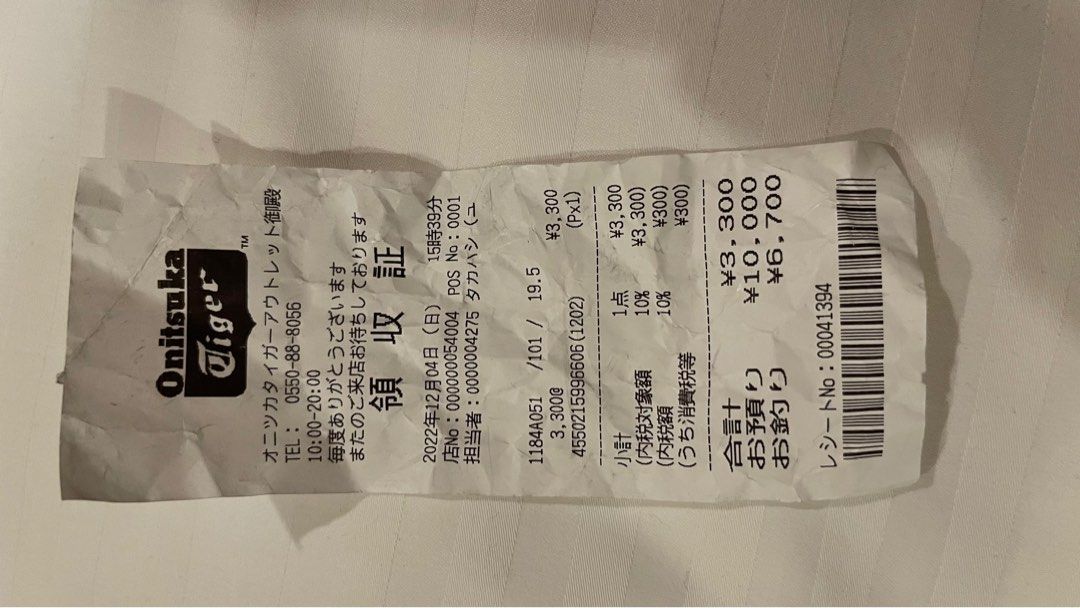 Onitsuka
Tiger™
オニツカタイガーアウトレット御殿
TEL: 0550-88-8056
10:00-20:00
毎度ありがとうございます
またのご来店お待ちしております
領 収 証
2022年12月04日(日) 15時39分
店No:000000054004 POS No:0001
担当者:0000004275 タカバシ(ュ
1184A051 /101 / 19.5
3,300@ ¥3,300
4550215996606(1202) (Px1)
小計 1点 ¥3,300
(内税対象額 10% ¥3,300)
(内税額 10% ¥300)
(うち消費税等 ¥300)
合計 ¥3,300
お預り ¥10,000
お釣り ¥6,700
レシートNo:00041394